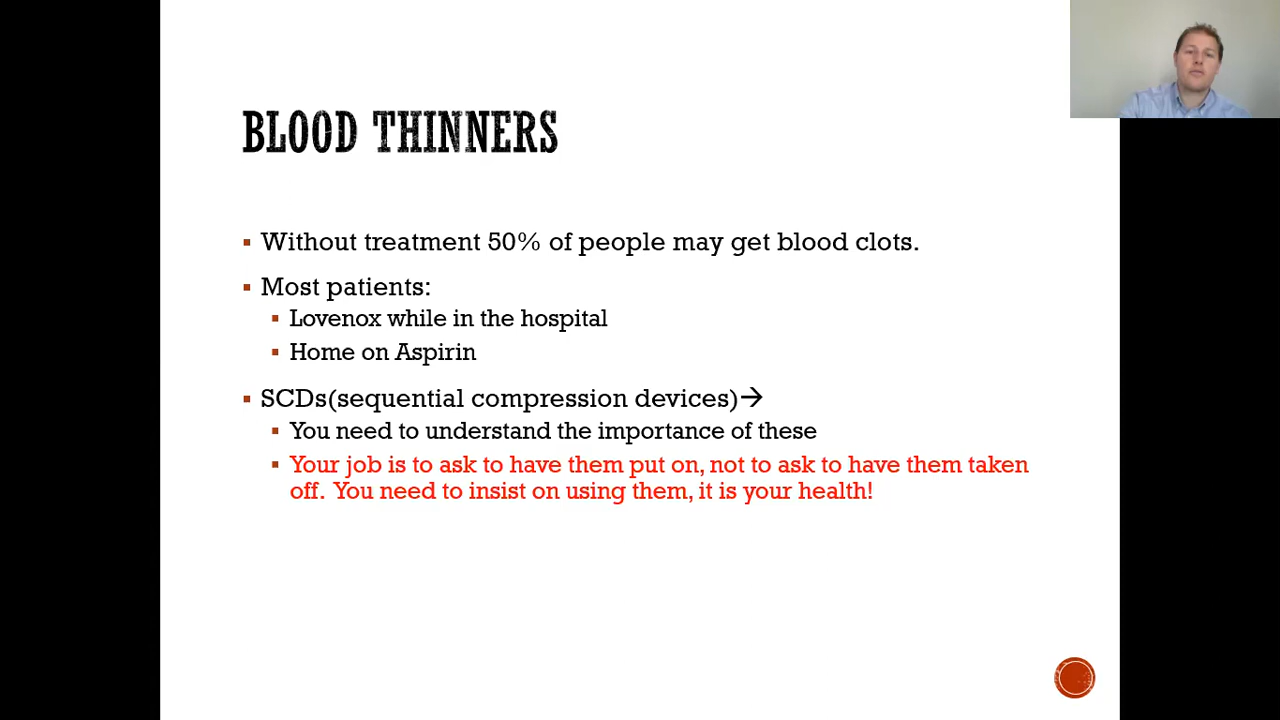 BLOOD THINNERS
Without treatment 50% of people may get blood clots.
Most patients:
Lovenox while in the hospital
Home on Aspirin
SCDs(sequential compression devices)→
You need to understand the importance of these
Your job is to ask to have them put on, not to ask to have them taken
off. You need to insist on using them, it is your health!